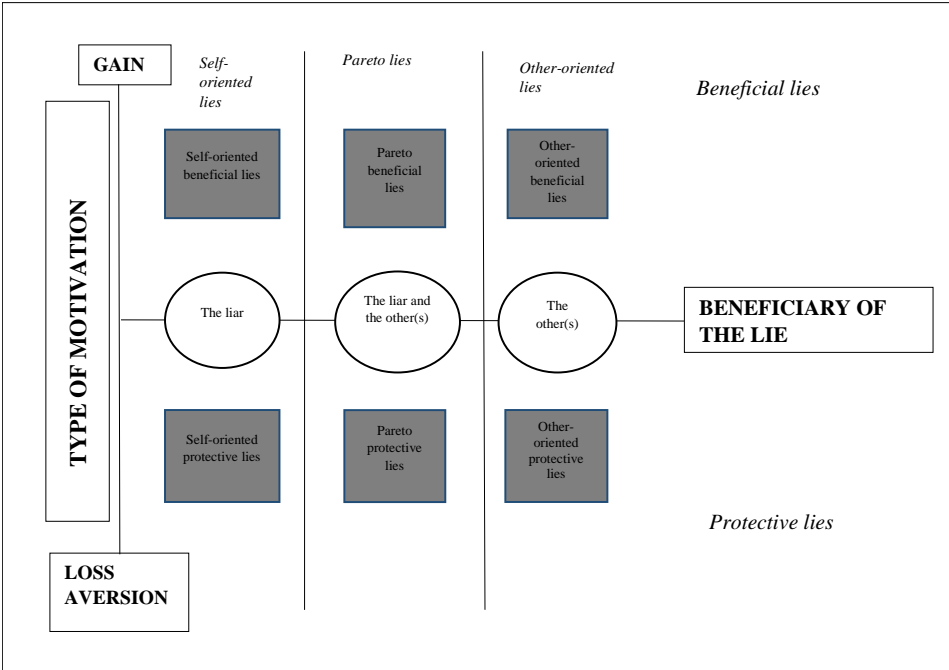 GAIN
Self-
oriented
lies
Pareto lies
Other-oriented
lies
Beneficial lies
Self-oriented
beneficial lies
Pareto
beneficial
lies
Other-
oriented
beneficial
lies
TYPE OF MOTIVATION
The liar
The liar and
the other(s)
The
other(s)
BENEFICIARY OF
THE LIE
Self-oriented
protective lies
Pareto
protective
lies
Other-
oriented
protective
lies
Protective lies
LOSS
AVERSION